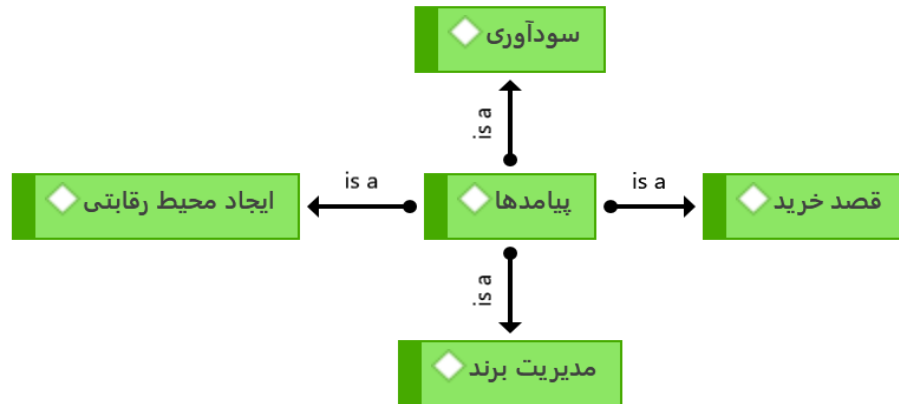 سودآوری
is a
ایجاد محیط رقابتی
is a
پیامدها
is a
قصد خرید
is a
مدیریت برند